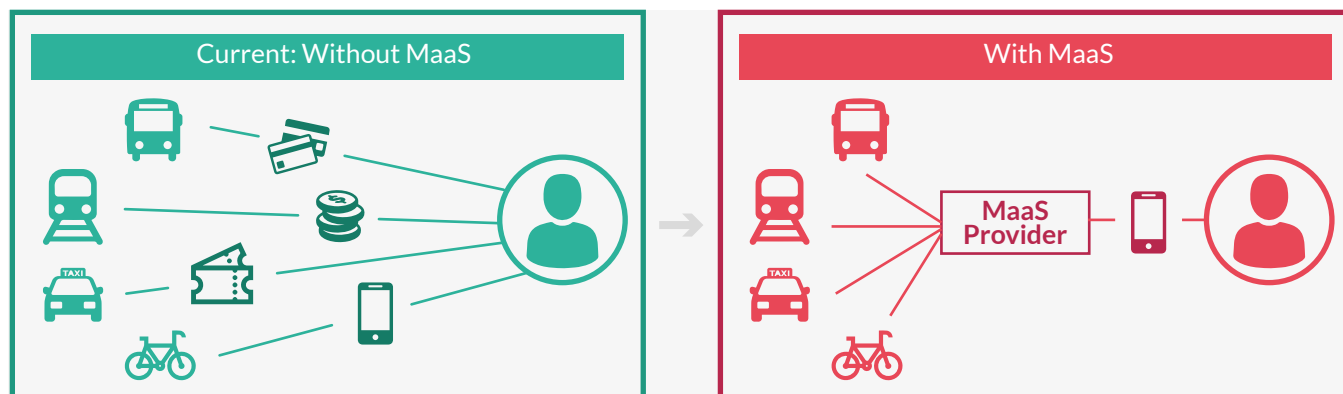 Current: Without MaaS
With MaaS
TAXI
$
MaaS
Provider
TAXI